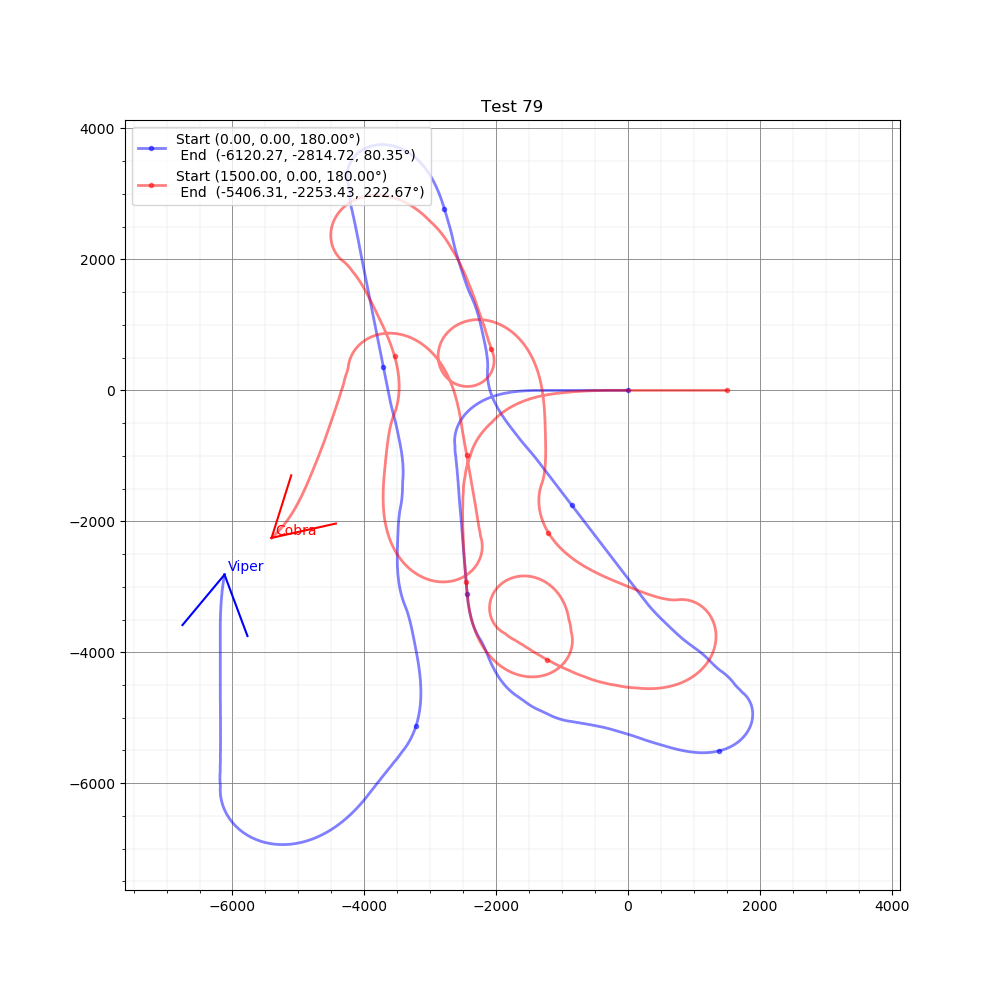 Test 79
Start (0.00, 0.00, 180.00°)
End (-6120.27, -2814.72, 80.35°)
Start (1500.00, 0.00, 180.00°)
End (-5406.31, -2253.43, 222.67°)
4000
2000
0
−2000
−4000
−6000
Cobra
Viper
−6000 −4000 −2000 0 2000 4000